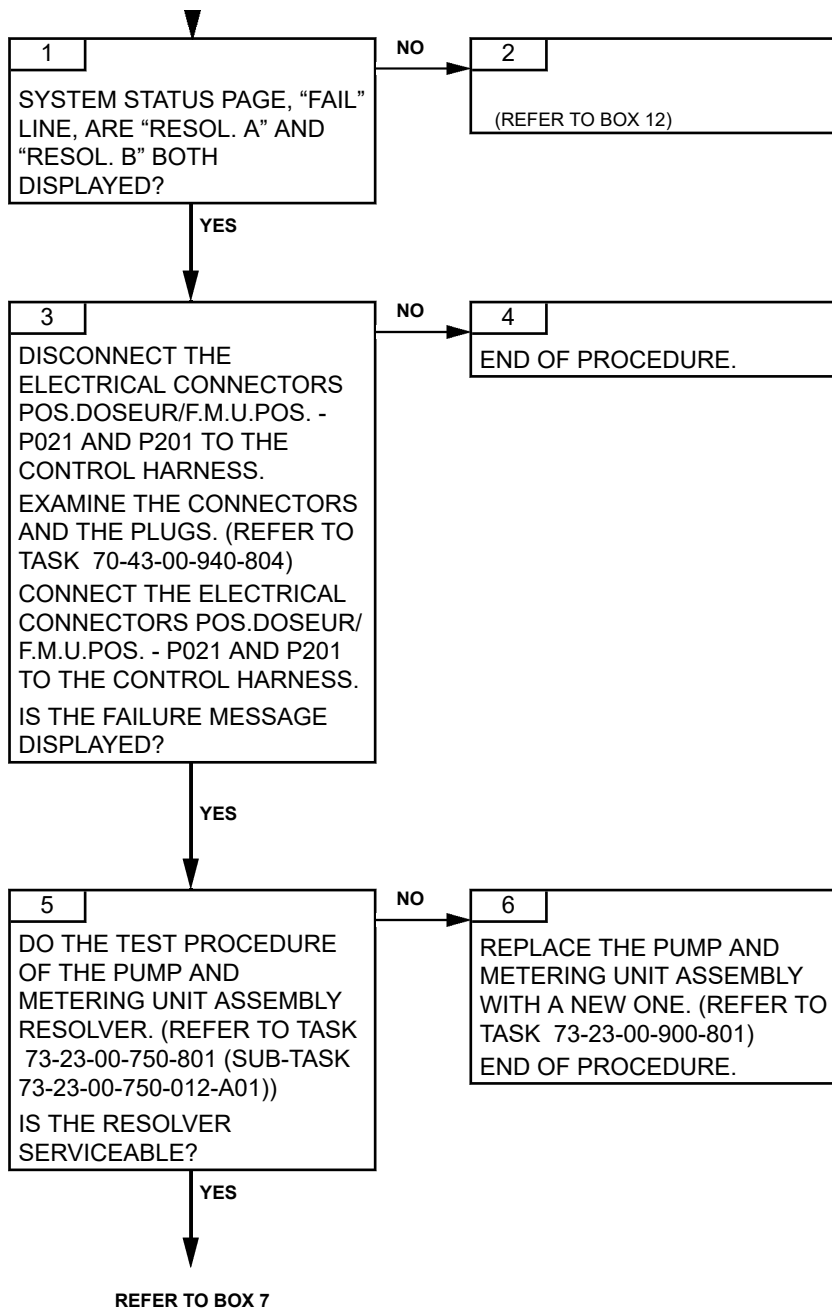 1
SYSTEM STATUS PAGE, “FAIL”
LINE, ARE “RESOL. A” AND
“RESOL. B” BOTH
DISPLAYED?
NO
2
(REFER TO BOX 12)
YES
3
DISCONNECT THE
ELECTRICAL CONNECTORS
POS.DOSEUR/F.M.U.POS. -
P021 AND P201 TO THE
CONTROL HARNESS.
EXAMINE THE CONNECTORS
AND THE PLUGS. (REFER TO
TASK 70-43-00-940-804)
CONNECT THE ELECTRICAL
CONNECTORS POS.DOSEUR/
F.M.U.POS. - P021 AND P201
TO THE CONTROL HARNESS.
IS THE FAILURE MESSAGE
DISPLAYED?
NO
4
END OF PROCEDURE.
YES
5
DO THE TEST PROCEDURE
OF THE PUMP AND
METERING UNIT ASSEMBLY
RESOLVER. (REFER TO TASK
73-23-00-750-801 (SUB-TASK
73-23-00-750-012-A01))
IS THE RESOLVER
SERVICEABLE?
NO
6
REPLACE THE PUMP AND
METERING UNIT ASSEMBLY
WITH A NEW ONE. (REFER TO
TASK 73-23-00-900-801)
END OF PROCEDURE.
YES
REFER TO BOX 7